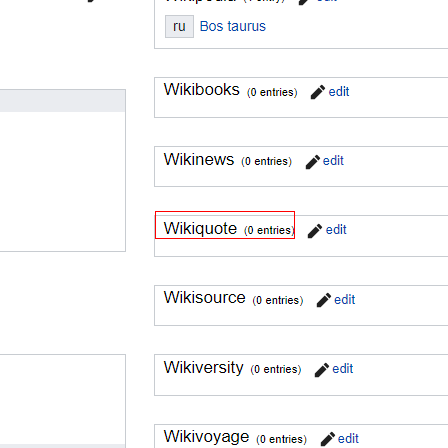 ru Bos taurus
Wikibooks (0 entries) edit
Wikinews (0 entries) edit
Wikiquote (0 entries) edit
Wikisource (0 entries) edit
Wikiversity (0 entries) edit
Wikivoyage (0 entries) edit